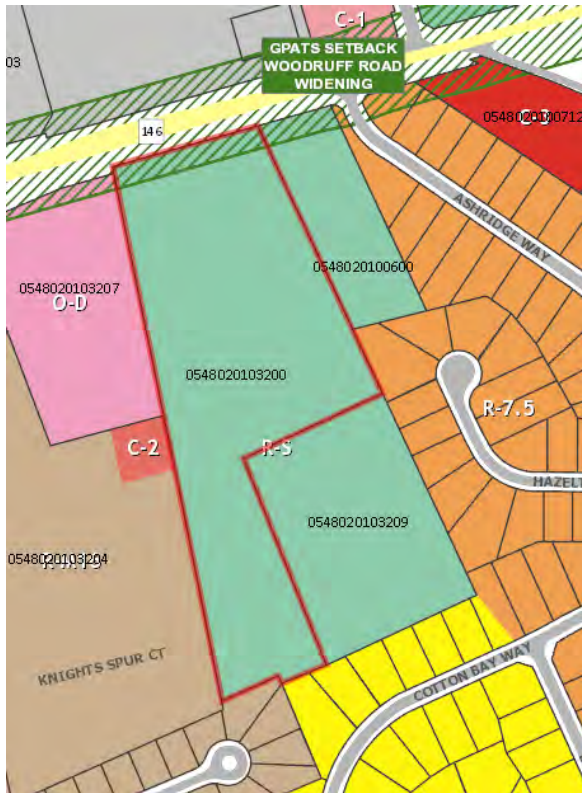 C-1
03
GPATS SETBACK
WOODRUFF ROAD
WIDENING
146
0548020100712
C-3
ASHRIDGE WAY
0548020100600
0548020103207
O-D
0548020103200
R-7.5
C-2
R-S
HAZELT
0548020103209
0548020103204
KNIGHTS SPUR CT
COTTON BAY WAY